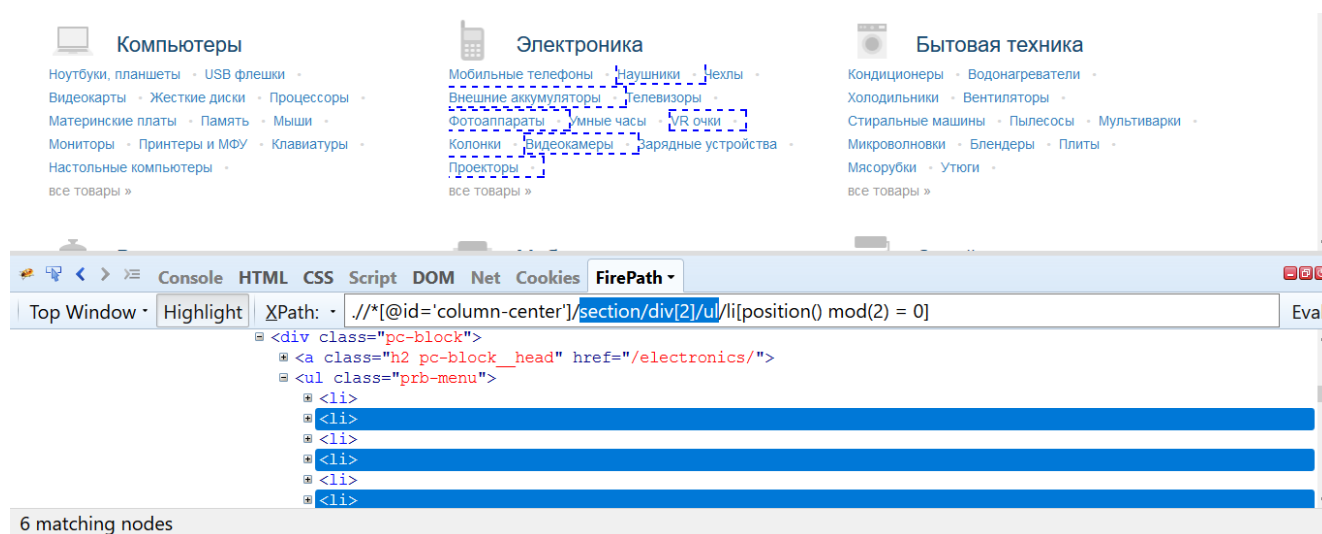 Компьютеры
Ноутбуки, планшеты · USB флешки ·
Видеокарты · Жесткие диски · Процессоры ·
Материнские платы · Память · Мыши ·
Мониторы · Принтеры и МФУ · Клавиатуры ·
Настольные компьютеры ·
все товары »
Электроника
Мобильные телефоны · Наушники · Чехлы ·
Внешние аккумуляторы · Телевизоры ·
Фотоаппараты · Умные часы · VR очки ·
Колонки · Видеокамеры · Зарядные устройства ·
Проекторы ·
все товары »
Бытовая техника
Кондиционеры · Водонагреватели ·
Холодильники · Вентиляторы ·
Стиральные машины · Пылесосы · Мультиварки ·
Микроволновки · Блендеры · Плиты ·
Мясорубки · Утюги ·
все товары »
Console HTML CSS Script DOM Net Cookies FirePath
Top Window Highlight XPath: .//*[@id='column-center']/section/div[2]/ul/li[position() mod(2) = 0] Eval
<div class="pc-block">
<a class="h2 pc-block__head" href="/electronics/">
<ul class="prb-menu">
<li>
<li>
<li>
<li>
<li>
<li>
6 matching nodes